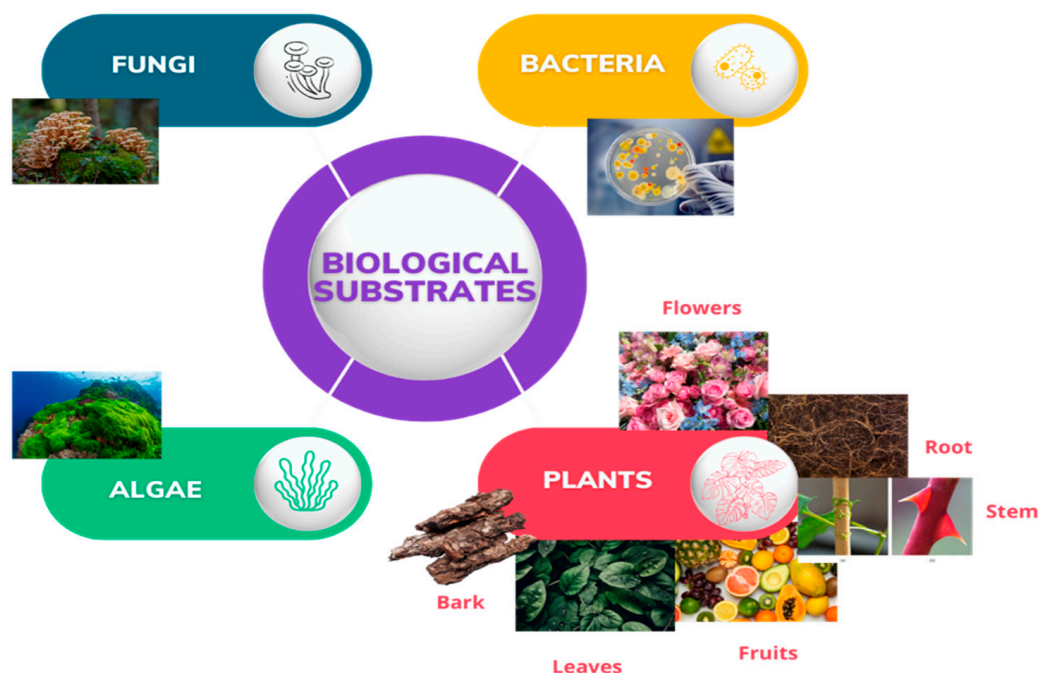 FUNGI
BACTERIA
BIOLOGICAL
SUBSTRATES
Flowers
Root
ALGAE
PLANTS
Stem
Bark
Fruits
Leaves